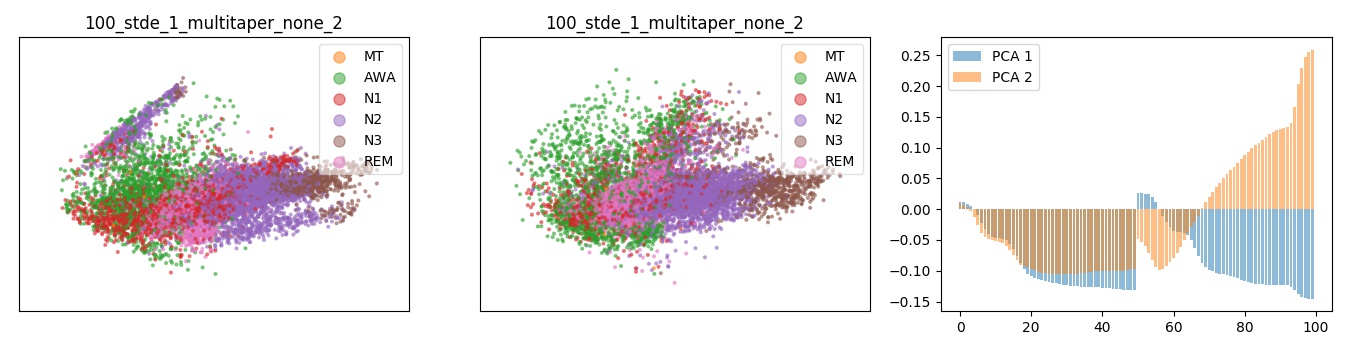 100_stde_1_multitaper_none_2
MT
AWA
N1
N2
N3
REM
100_stde_1_multitaper_none_2
MT
AWA
N1
N2
N3
REM
PCA 1
PCA 2
0.25
0.20
0.15
0.10
0.05
0.00
−0.05
−0.10
−0.15
0 20 40 60 80 100